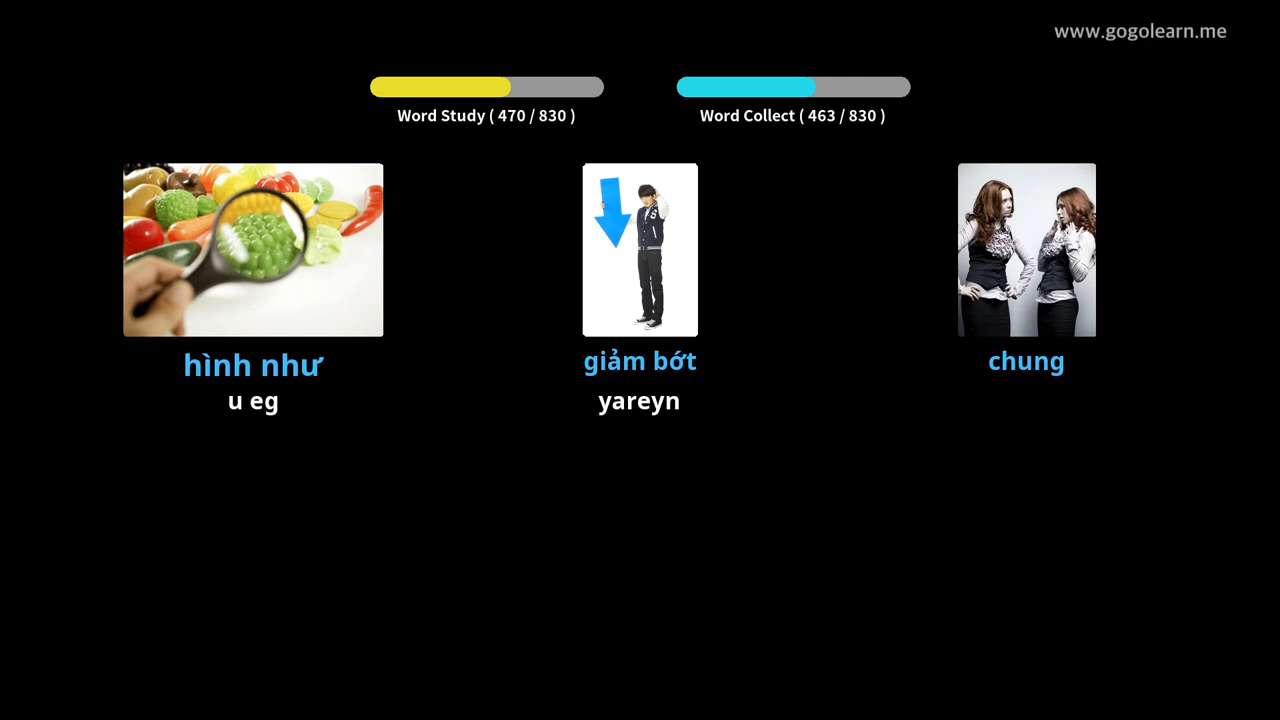 www.gogolearn.me
Word Study ( 470 / 830 )
Word Collect ( 463 / 830 )
hình như
giảm bớt
chung
u eg
yareyn